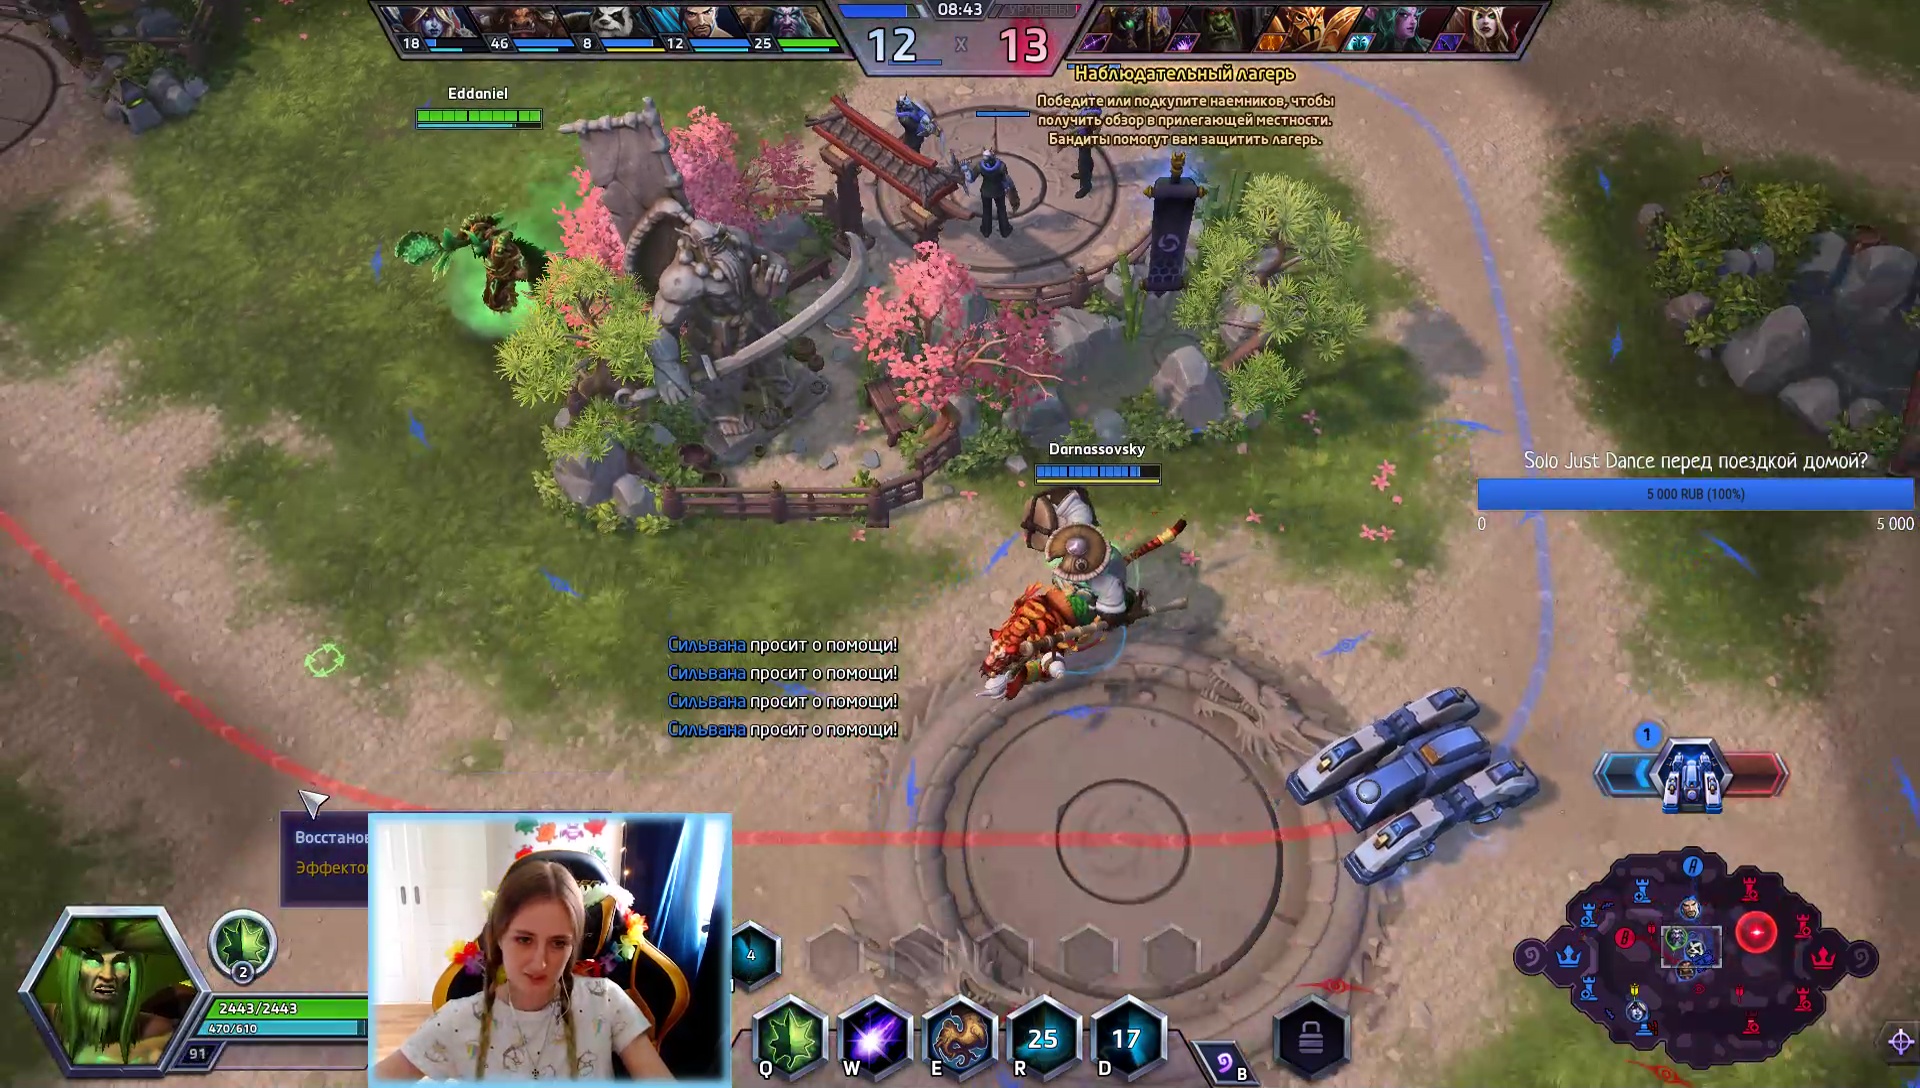 18
46
8
12
25
12
x
13
08:43
Наблюдательный лагерь
Победите или подкупите наемников, чтобы
получить обзор в прилегающей местности.
Бандиты помогут вам защитить лагерь.
Eddaniel
Darnassovsky
Solo Just Dance перед поездкой домой?
5 000 RUB (100%)
0
5 000
Сильвана просит о помощи!
Сильвана просит о помощи!
Сильвана просит о помощи!
Сильвана просит о помощи!
1
Восстанов
Эффекто
2
2443/2443
470/610
91
4
25
17
Q
W
E
R
D
B